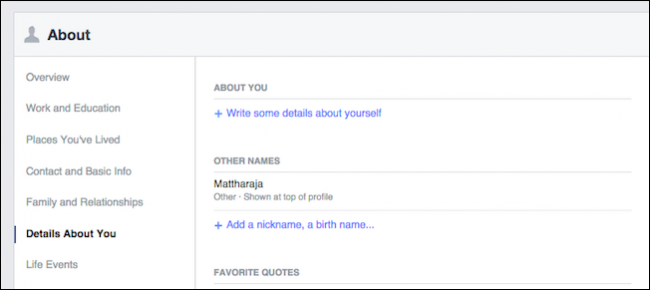 About
Overview
Work and Education
Places You've Lived
Contact and Basic Info
Family and Relationships
Details About You
Life Events
ABOUT YOU
+ Write some details about yourself
OTHER NAMES
Mattharaja
Other · Shown at top of profile
+ Add a nickname, a birth name...
FAVORITE QUOTES